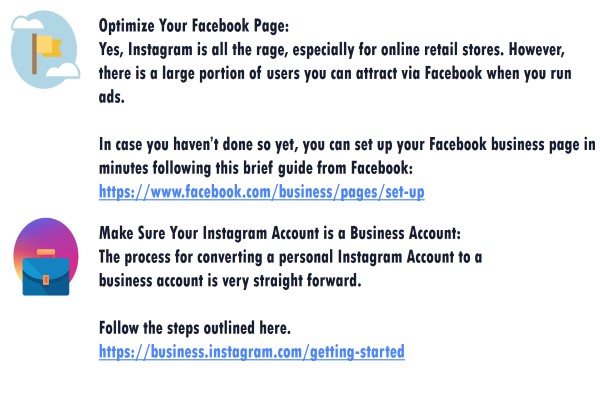 Optimize Your Facebook Page:
Yes, Instagram is all the rage, especially for online retail stores. However,
there is a large portion of users you can attract via Facebook when you run
ads.
In case you haven't done so yet, you can set up your Facebook business page in
minutes following this brief guide from Facebook:
https://www.facebook.com/business/pages/set-up
Make Sure Your Instagram Account is a Business Account:
The process for converting a personal Instagram Account to a
business account is very straight forward.
Follow the steps outlined here.
https://business.instagram.com/getting-started